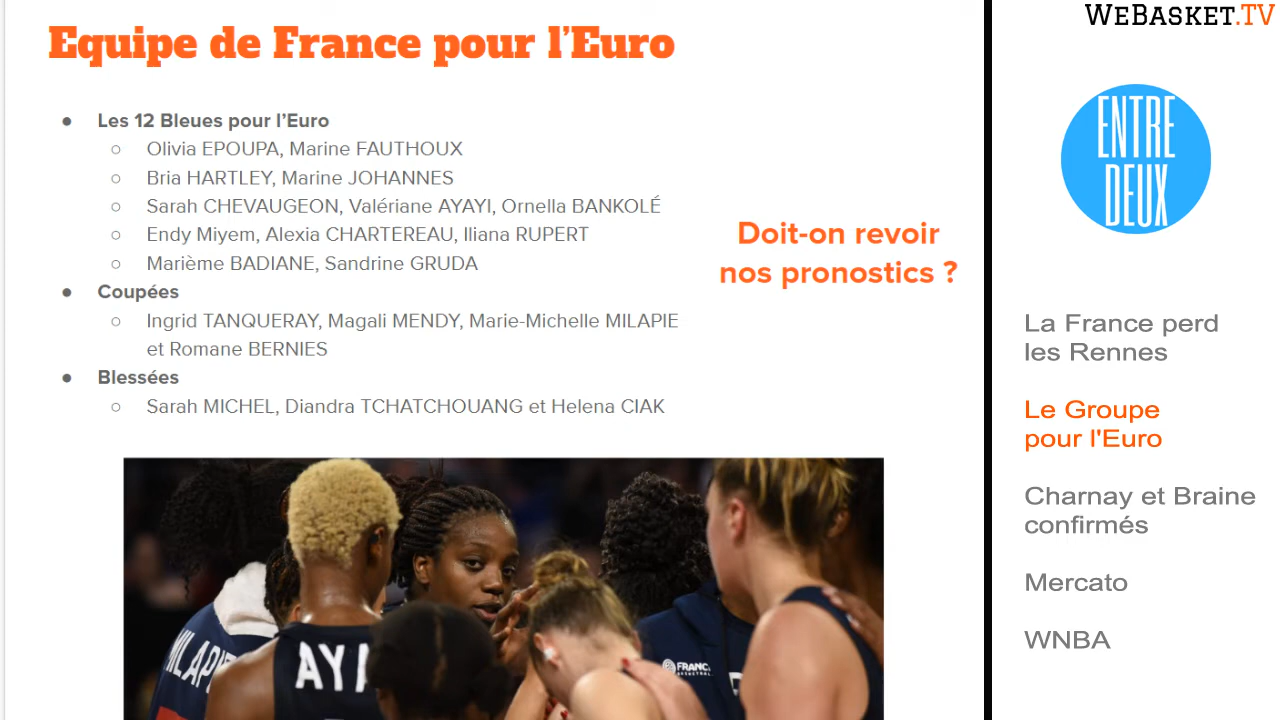 Equipe de France pour l'Euro
Les 12 Bleues pour l'Euro
Olivia EPOUPA, Marine FAUTHOUX
Bria HARTLEY, Marine JOHANNES
Sarah CHEVAUGEON, Valériane AYAYI, Ornella BANKOLÉ
Endy Miyem, Alexia CHARTEREAU, Iliana RUPERT
Marième BADIANE, Sandrine GRUDA
Coupées
Ingrid TANQUERAY, Magali MENDY, Marie-Michelle MILAPIE
et Romane BERNIES
Blessées
Sarah MICHEL, Diandra TCHATCHOUANG et Helena CIAK
Doit-on revoir
nos pronostics ?
MILAP
AYA
FRANC
WEBASKET.TV
ENTRE
DEUX
La France perd
les Rennes
Le Groupe
pour l'Euro
Charnay et Braine
confirmés
Mercato
WNBA